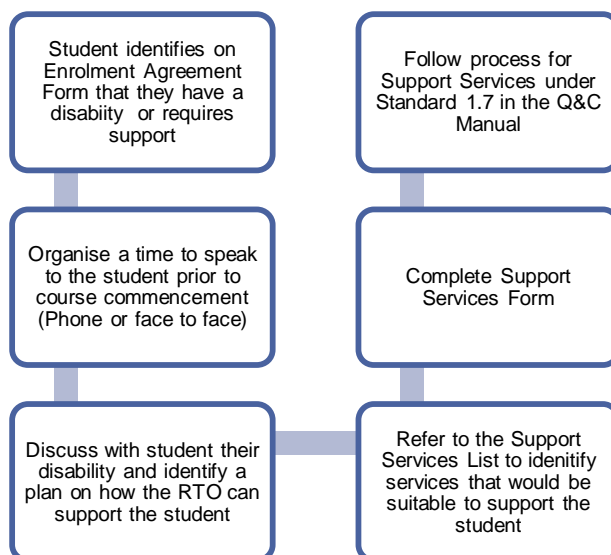 Student identifies on
Enrolment Agreement
Form that they have a
disabiity or requires
support
Organise a time to speak
to the student prior to
course commencement
(Phone or face to face)
Discuss with student their
disability and identify a
plan on how the RTO can
support the student
Refer to the Support
Services List to idenitify
services that would be
suitable to support the
student
Complete Support
Services Form
Follow process for
Support Services under
Standard 1.7 in the Q&C
Manual